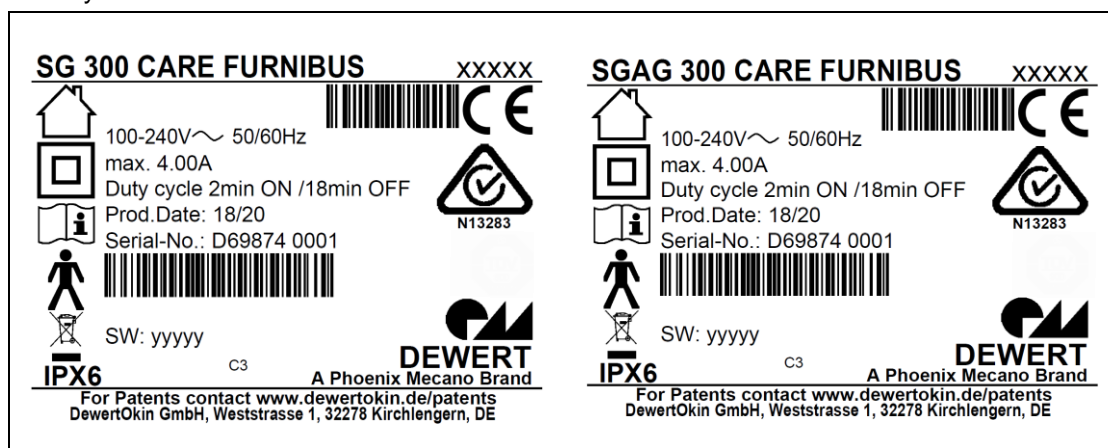 SG 300 CARE FURNIBUS XXXXX
CE
100-240V～ 50/60Hz
max. 4.00A
Duty cycle 2min ON /18min OFF
Prod.Date: 18/20
N13283
Serial-No.: D69874 0001
SW: yyyyy
DEWERT
IPX6
C3
A Phoenix Mecano Brand
For Patents contact www.dewertokin.de/patents
DewertOkin GmbH, Weststrasse 1, 32278 Kirchlengern, DE
SGAG 300 CARE FURNIBUS XXXXX
CE
100-240V～ 50/60Hz
max. 4.00A
Duty cycle 2min ON /18min OFF
Prod.Date: 18/20
N13283
Serial-No.: D69874 0001
SW: yyyyy
DEWERT
IPX6
C3
A Phoenix Mecano Brand
For Patents contact www.dewertokin.de/patents
DewertOkin GmbH, Weststrasse 1, 32278 Kirchlengern, DE